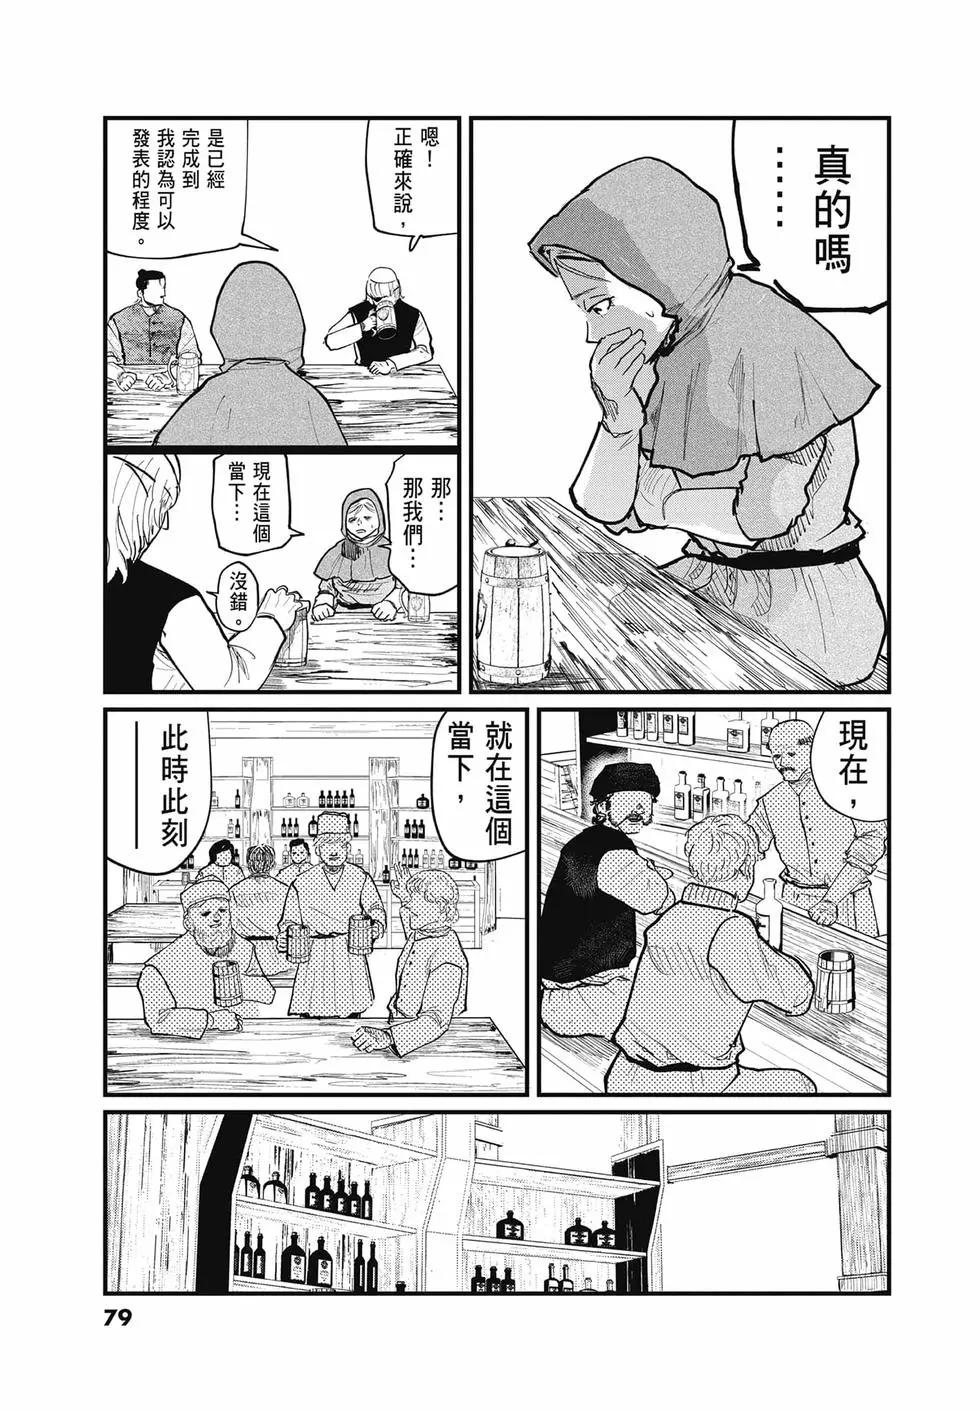 真的嗎
………
嗯！
正確來說，
是已經
完成到
我認為可以
發表的程度。
那…
那我們…
現在這個
當下…
沒錯。
現在，
就在這個
當下，
此時此刻
——
79